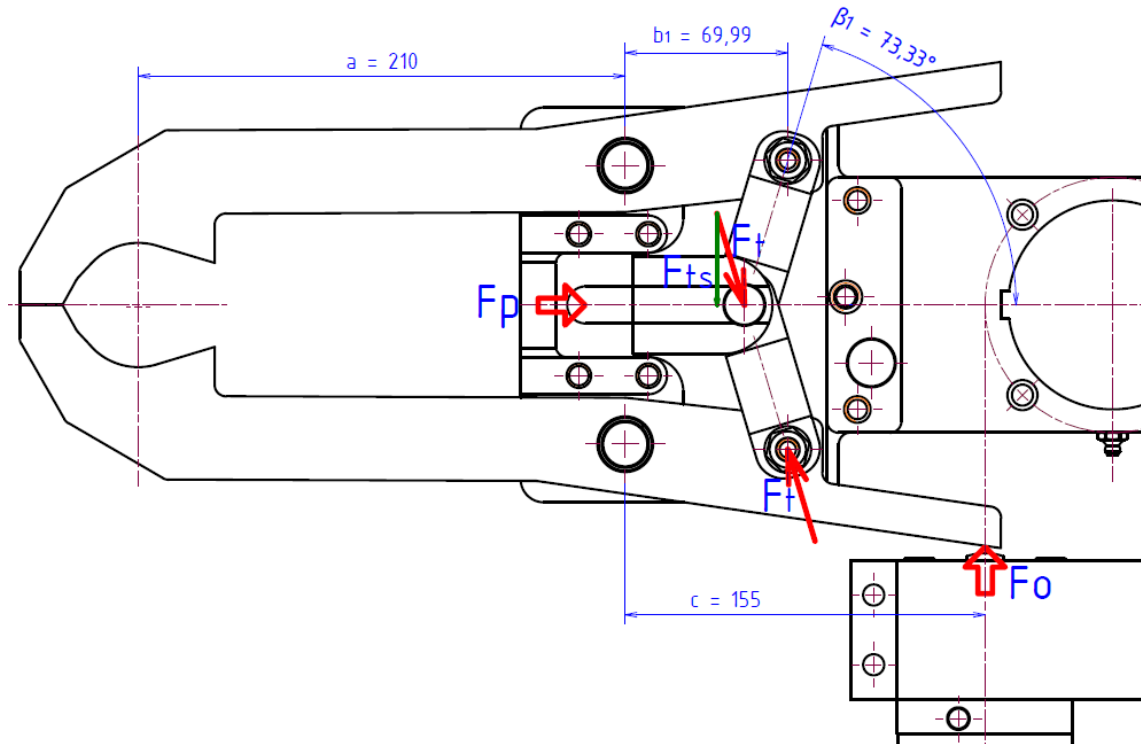 b1 = 69,99
β1 = 73,33°
a = 210
Ft
Fts
Fp
Ft
Fo
c = 155